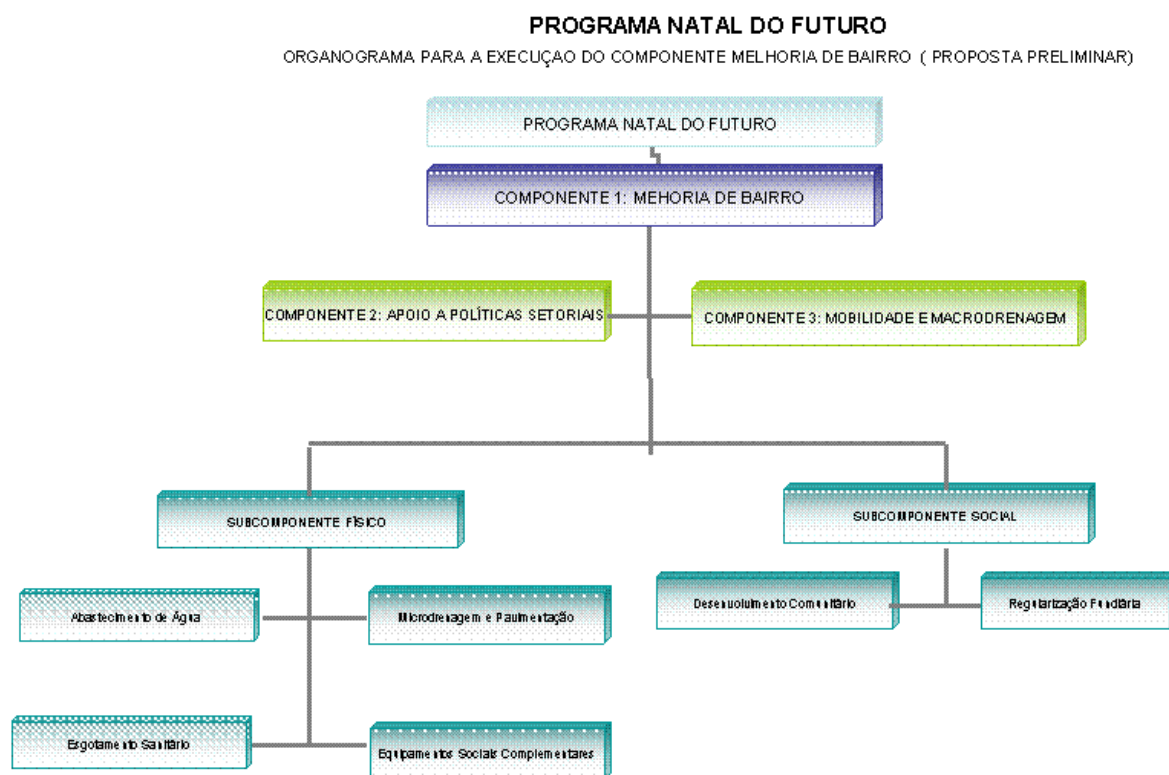 PROGRAMA NATAL DO FUTURO
ORGANOGRAMA PARA A EXECUÇAO DO COMPONENTE MELHORIA DE BAIRRO ( PROPOSTA PRELIMINAR)
PROGRAMA NATAL DO FUTURO
COMPONENTE 1: MEHORIA DE BAIRRO
COMPONENTE 2: APOIO A POLÍTICAS SETORIAIS
COMPONENTE 3: MOBILIDADE E MACRODRENAGEM
SUBCOMPONENTE FÍSICO
SUBCOMPONENTE SOCIAL
Abastecimento de Água
Microdrenagem e Pavimentação
Desenvolvimento Comunitário
Regularização Fundiária
Esgotamento Sanitário
Equipamentos Sociais Complementares